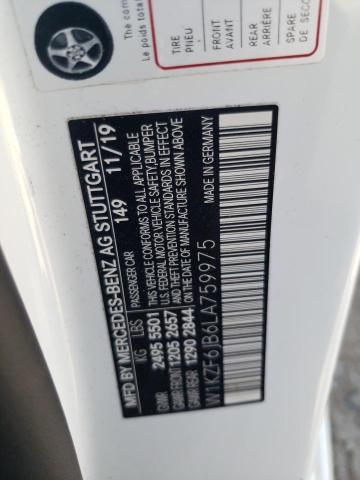 The com
Le poids total
TIRE
PNEU
FRONT
AVANT
REAR
ARRIÈRE
SPARE
DE SECO
MFD BY MERCEDES-BENZ AG STUTTGART
PASSENGER CAR 149 11/19
KG LBS
GVWR 2495 5501
GAWR FRONT 1205 2657
GAWR REAR 1290 2844
THIS VEHICLE CONFORMS TO ALL APPLICABLE
U.S. FEDERAL MOTOR VEHICLE SAFETY, BUMPER
AND THEFT PREVENTION STANDARDS IN EFFECT
ON THE DATE OF MANUFACTURE SHOWN ABOVE
W1KZF6JB6LA759975
MADE IN GERMANY